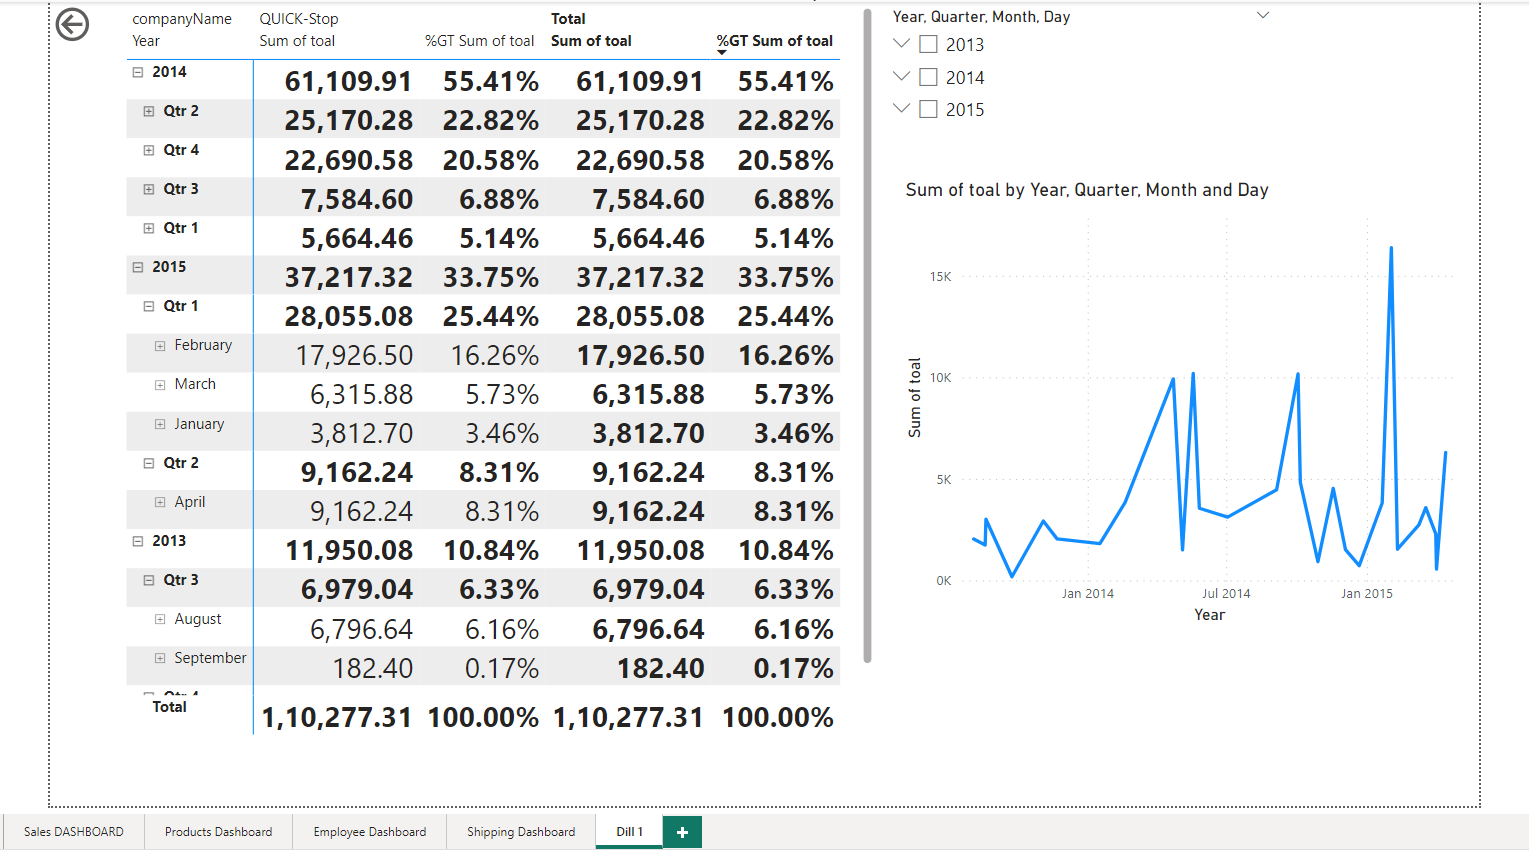 companyName QUICK-Stop Total
Year Sum of toal %GT Sum of toal Sum of toal %GT Sum of toal
2014 61,109.91 55.41% 61,109.91 55.41%
Qtr 2 25,170.28 22.82% 25,170.28 22.82%
Qtr 4 22,690.58 20.58% 22,690.58 20.58%
Qtr 3 7,584.60 6.88% 7,584.60 6.88%
Qtr 1 5,664.46 5.14% 5,664.46 5.14%
2015 37,217.32 33.75% 37,217.32 33.75%
Qtr 1 28,055.08 25.44% 28,055.08 25.44%
February 17,926.50 16.26% 17,926.50 16.26%
March 6,315.88 5.73% 6,315.88 5.73%
January 3,812.70 3.46% 3,812.70 3.46%
Qtr 2 9,162.24 8.31% 9,162.24 8.31%
April 9,162.24 8.31% 9,162.24 8.31%
2013 11,950.08 10.84% 11,950.08 10.84%
Qtr 3 6,979.04 6.33% 6,979.04 6.33%
August 6,796.64 6.16% 6,796.64 6.16%
September 182.40 0.17% 182.40 0.17%
Qtr 4
Total 1,10,277.31 100.00% 1,10,277.31 100.00%
Year, Quarter, Month, Day
2013
2014
2015
Sum of toal by Year, Quarter, Month and Day
Sum of toal
15K
10K
5K
0K
Jan 2014 Jul 2014 Jan 2015
Year
Sales DASHBOARD Products Dashboard Employee Dashboard Shipping Dashboard Dill 1 +